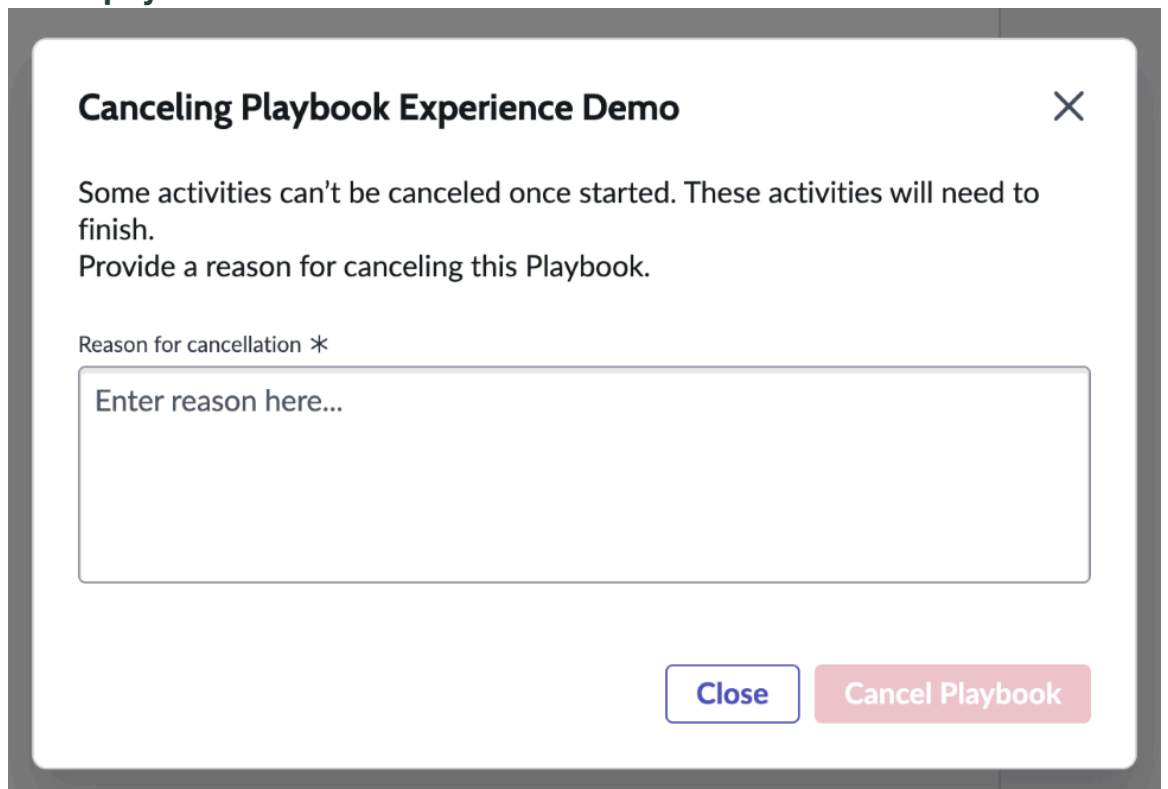 Canceling Playbook Experience Demo
Some activities can’t be canceled once started. These activities will need to
finish.
Provide a reason for canceling this Playbook.
Reason for cancellation *
Enter reason here...
Close Cancel Playbook